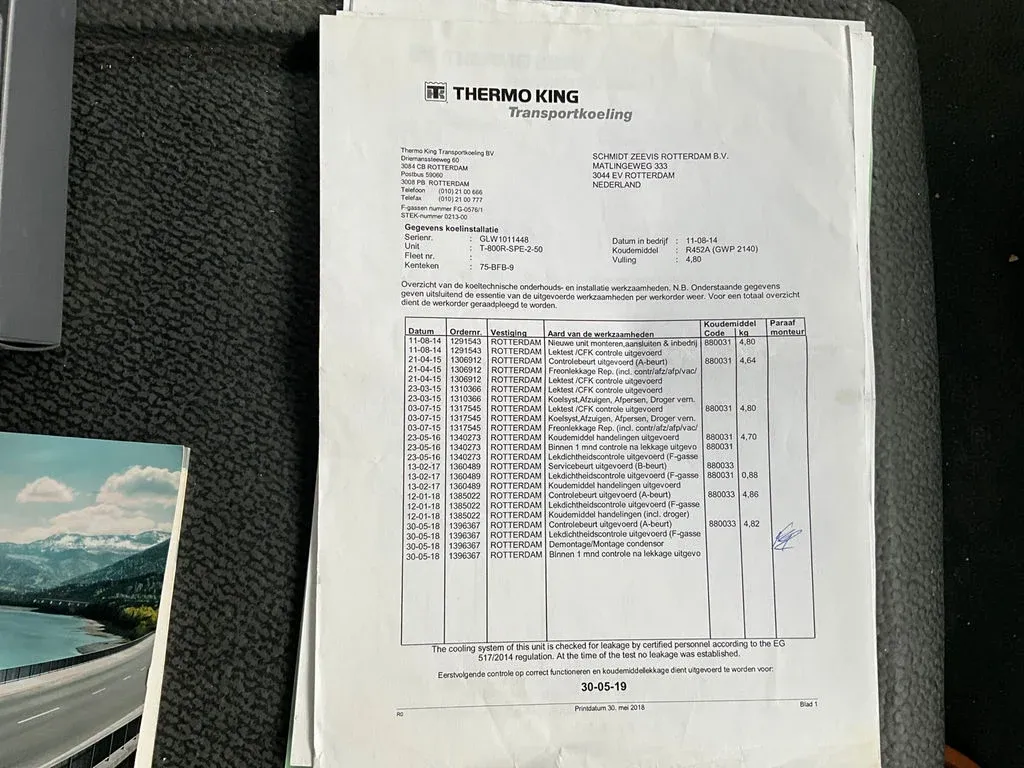 THERMO KING
Transportkoeling
Thermo King Transportkoeling BV
Driemanssteeweg 60
3084 CB ROTTERDAM
Postbus 59060
3008 PB ROTTERDAM
Telefoon (010) 21 00 666
Telefax (010) 21 00 777
F-gassen nummer FG-0576/1
STEK-nummer 0213-00
SCHMIDT ZEEVIS ROTTERDAM B.V.
MATLINGEWEG 333
3044 EV ROTTERDAM
NEDERLAND
Gegevens koelinstallatie
Serienr. : GLW1011448
Unit : T-800R-SPE-2-50
Fleet nr. :
Kenteken : 75-BFB-9
Datum in bedrijf : 11-08-14
Koudemiddel : R452A (GWP 2140)
Vulling : 4,80
Overzicht van de koeltechnische onderhouds- en installatie werkzaamheden. N.B. Onderstaande gegevens
geven uitsluitend de essentie van de uitgevoerde werkzaamheden per werkorder weer. Voor een totaal overzicht
dient de werkorder geraadpleegd te worden.
Koudemiddel Paraaf
Datum Ordernr. Vestiging Aard van de werkzaamheden Code kg monteur
11-08-14 1291543 ROTTERDAM Nieuwe unit monteren,aansluiten & inbedrij 880031 4,80
11-08-14 1291543 ROTTERDAM Lektest /CFK controle uitgevoerd
21-04-15 1306912 ROTTERDAM Controlebeurt uitgevoerd (A-beurt) 880031 4,64
21-04-15 1306912 ROTTERDAM Freonlekkage Rep. (incl. contr/afz/afp/vac/
21-04-15 1306912 ROTTERDAM Lektest /CFK controle uitgevoerd
23-03-15 1310366 ROTTERDAM Lektest /CFK controle uitgevoerd
23-03-15 1310366 ROTTERDAM Koelsyst,Afzuigen, Afpersen, Droger vern.
03-07-15 1317545 ROTTERDAM Lektest /CFK controle uitgevoerd 880031 4,80
03-07-15 1317545 ROTTERDAM Koelsyst,Afzuigen, Afpersen, Droger vern.
03-07-15 1317545 ROTTERDAM Freonlekkage Rep. (incl. contr/afz/afp/vac/
23-05-16 1340273 ROTTERDAM Koudemiddel handelingen uitgevoerd 880031 4,70
23-05-16 1340273 ROTTERDAM Binnen 1 mnd controle na lekkage uitgevo 880031
23-05-16 1340273 ROTTERDAM Lekdichtheidscontrole uitgevoerd (F-gasse
13-02-17 1360489 ROTTERDAM Servicebeurt uitgevoerd (B-beurt) 880033
13-02-17 1360489 ROTTERDAM Lekdichtheidscontrole uitgevoerd (F-gasse 880031 0,88
13-02-17 1360489 ROTTERDAM Koudemiddel handelingen uitgevoerd
12-01-18 1385022 ROTTERDAM Controlebeurt uitgevoerd (A-beurt) 880033 4,86
12-01-18 1385022 ROTTERDAM Lekdichtheidscontrole uitgevoerd (F-gasse
12-01-18 1385022 ROTTERDAM Koudemiddel handelingen (incl. droger)
30-05-18 1396367 ROTTERDAM Controlebeurt uitgevoerd (A-beurt) 880033 4,82
30-05-18 1396367 ROTTERDAM Lekdichtheidscontrole uitgevoerd (F-gasse
30-05-18 1396367 ROTTERDAM Demontage/Montage condensor
30-05-18 1396367 ROTTERDAM Binnen 1 mnd controle na lekkage uitgevo
The cooling system of this unit is checked for leakage by certified personnel according to the EG
517/2014 regulation. At the time of the test no leakage was established.
Eerstvolgende controle op correct functioneren en koudemiddellekkage dient uitgevoerd te worden voor:
30-05-19
R0 Printdatum 30. mei 2018 Blad 1